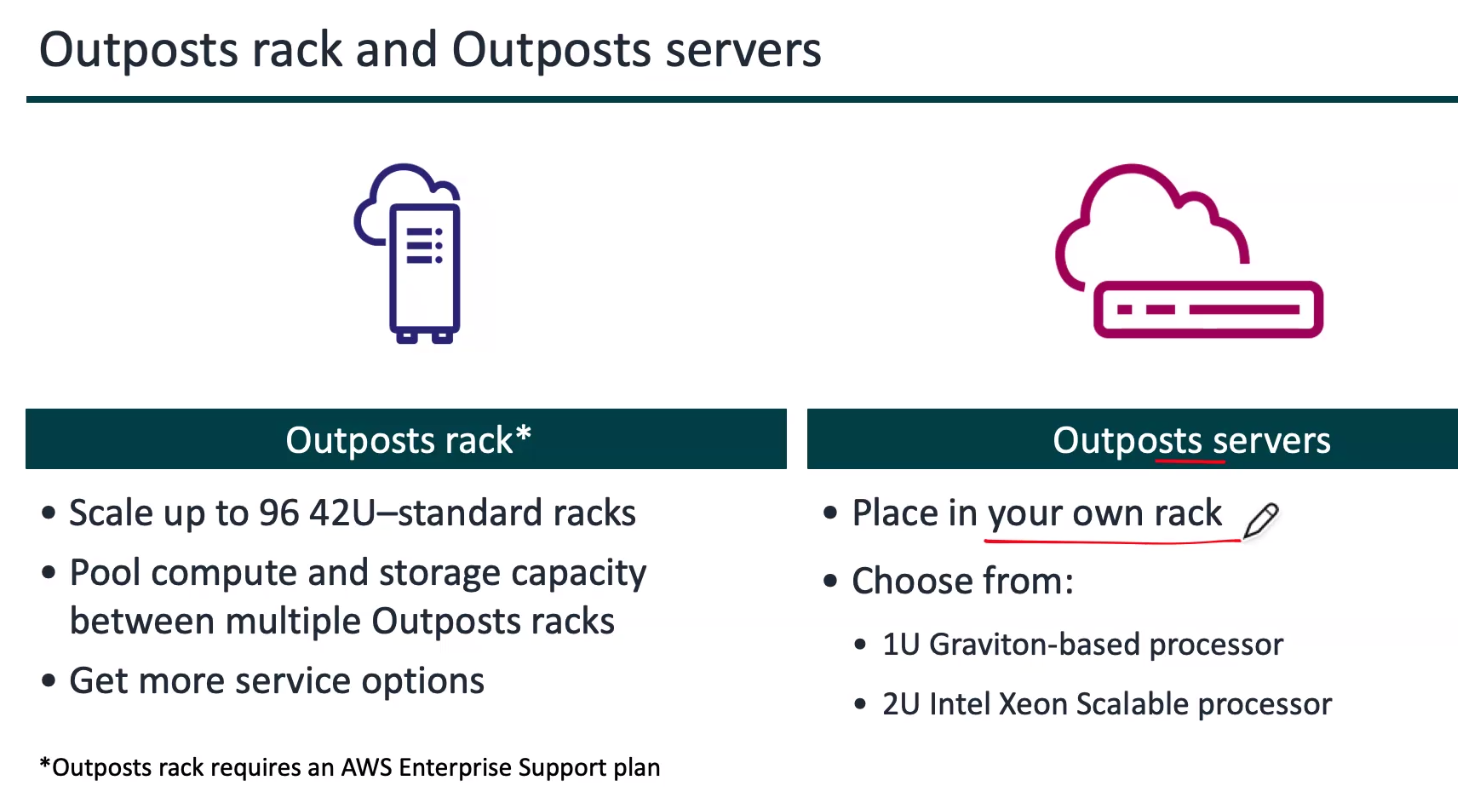 Outposts rack and Outposts servers
Outposts rack*
• Scale up to 96 42U–standard racks
• Pool compute and storage capacity
between multiple Outposts racks
• Get more service options
*Outposts rack requires an AWS Enterprise Support plan
Outposts servers
• Place in your own rack
• Choose from:
• 1U Graviton-based processor
• 2U Intel Xeon Scalable processor